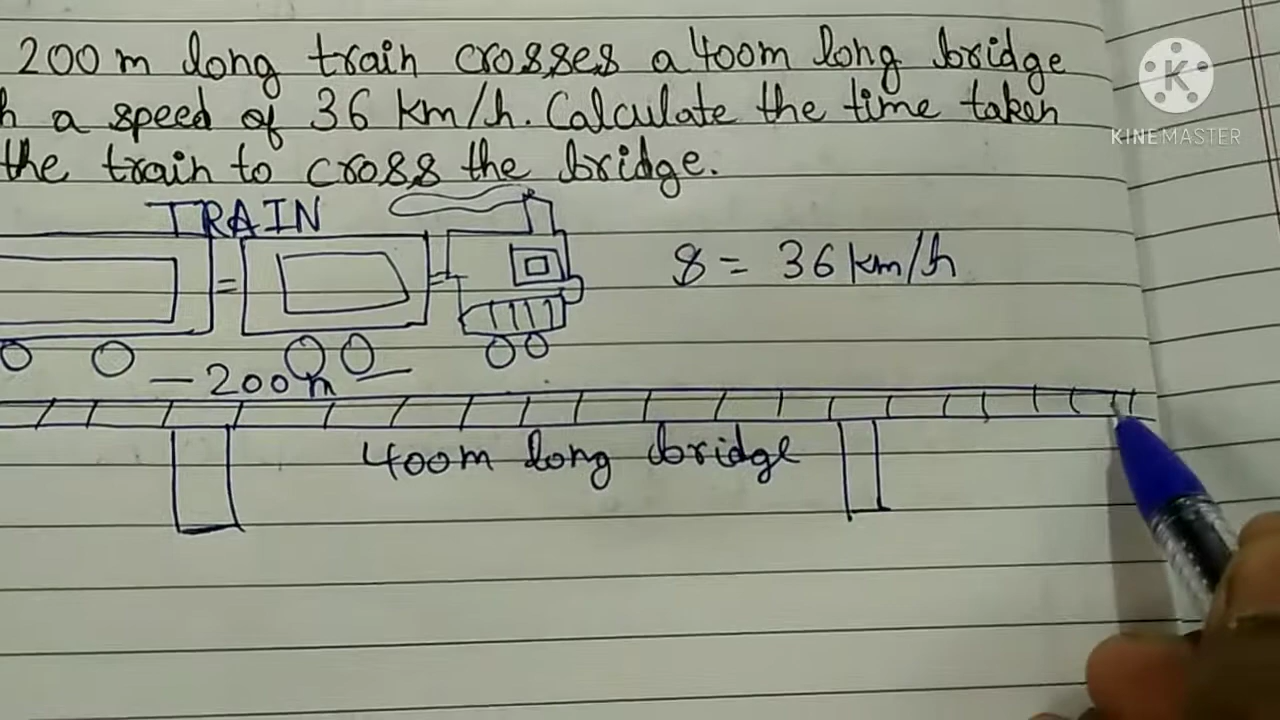 200 m long train crosses a 400m long bridge
h a speed of 36 km/h. Calculate the time taken
the train to cross the bridge.
TRAIN
s = 36 km/h
200 m
400m long bridge
K
KINEMASTER